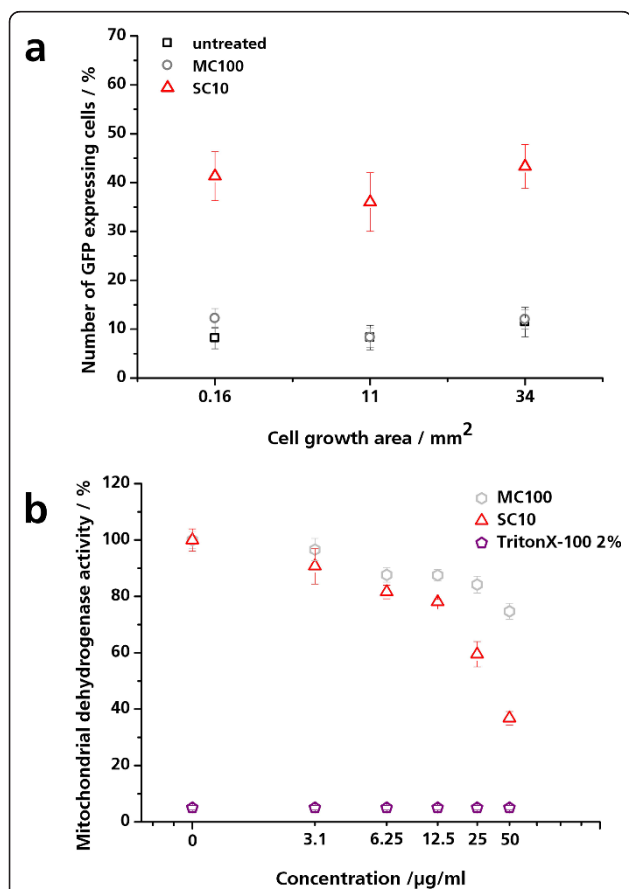 a
untreated
MC100
SC10
Number of GFP expressing cells / %
70
60
50
40
30
20
10
0
0.16 11 34
Cell growth area / mm²
b
MC100
SC10
TritonX-100 2%
Mitochondrial dehydrogenase activity / %
120
100
80
60
40
20
0
0 3.1 6.25 12.5 25 50
Concentration /µg/ml